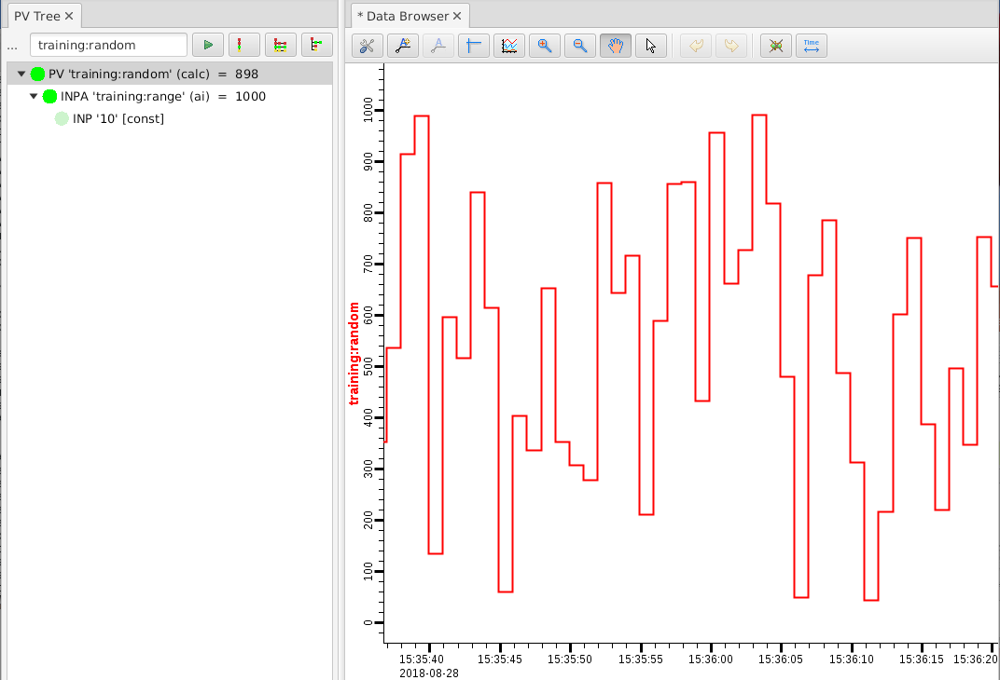 PV Tree
... training:random
PV 'training:random' (calc) = 898
INPA 'training:range' (ai) = 1000
INP '10' [const]
* Data Browser
Time
training:random
1000
900
800
700
600
500
400
300
200
100
0
15:35:40 15:35:45 15:35:50 15:35:55 15:36:00 15:36:05 15:36:10 15:36:15 15:36:20
2018-08-28